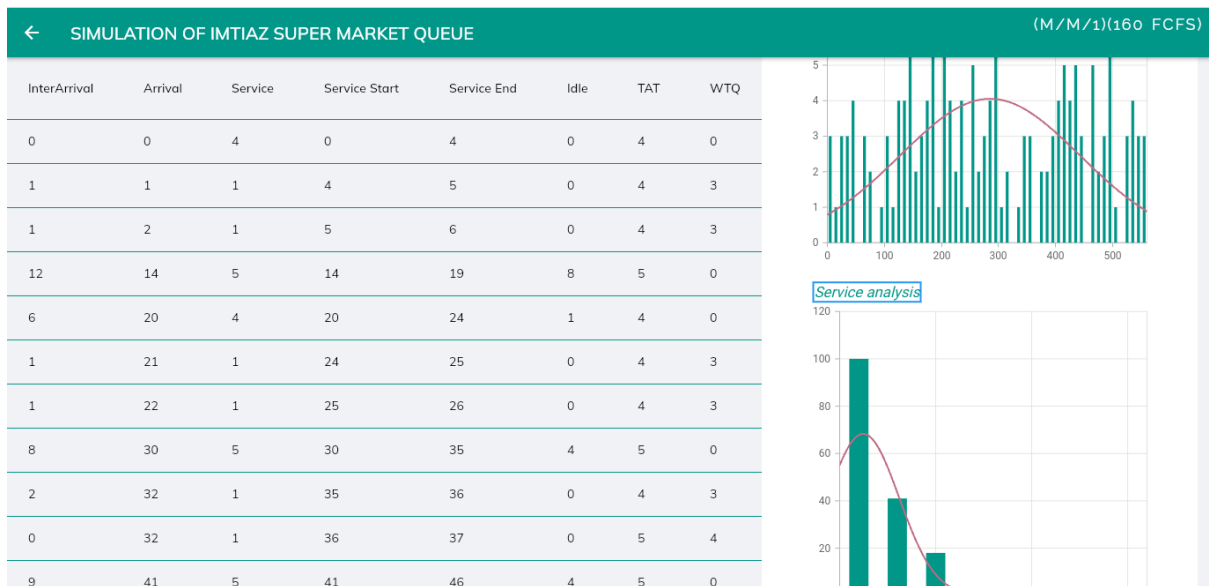 SIMULATION OF IMTIAZ SUPER MARKET QUEUE
(M/M/1)(160 FCFS)
InterArrival Arrival Service Service Start Service End Idle TAT WTQ
0 0 4 0 4 0 4 0
1 1 1 4 5 0 4 3
1 2 1 5 6 0 4 3
12 14 5 14 19 8 5 0
6 20 4 20 24 1 4 0
1 21 1 24 25 0 4 3
1 22 1 25 26 0 4 3
8 30 5 30 35 4 5 0
2 32 1 35 36 0 4 3
0 32 1 36 37 0 5 4
9 41 5 41 46 4 5 0
5
4
3
2
1
0
0 100 200 300 400 500
Service analysis
120
100
80
60
40
20